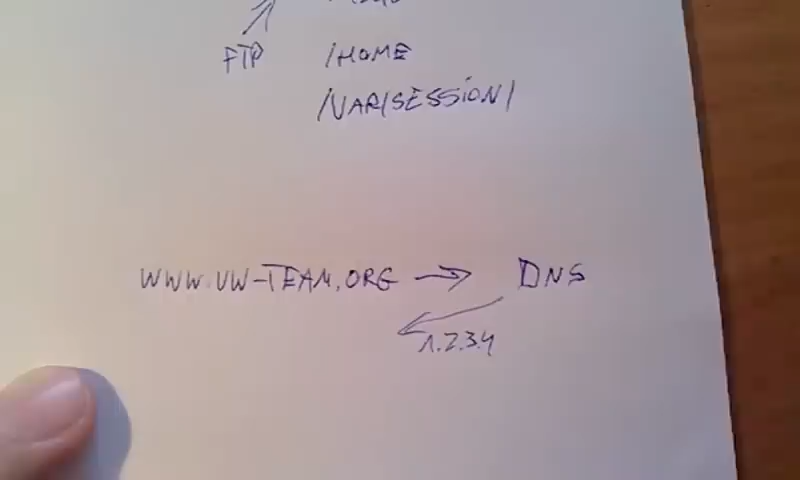 FTP /HOME
/VAR/SESSION/
WWW.UW-TEAM.ORG → DNS
1.2.3.4